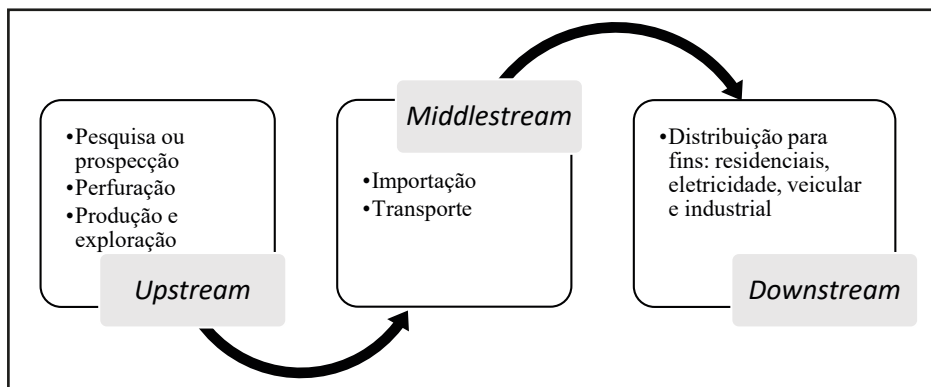 •Pesquisa ou
prospecção
•Perfuração
•Produção e
exploração
Upstream
Middlestream
•Importação
•Transporte
•Distribuição para
fins: residenciais,
eletricidade, veicular
e industrial
Downstream